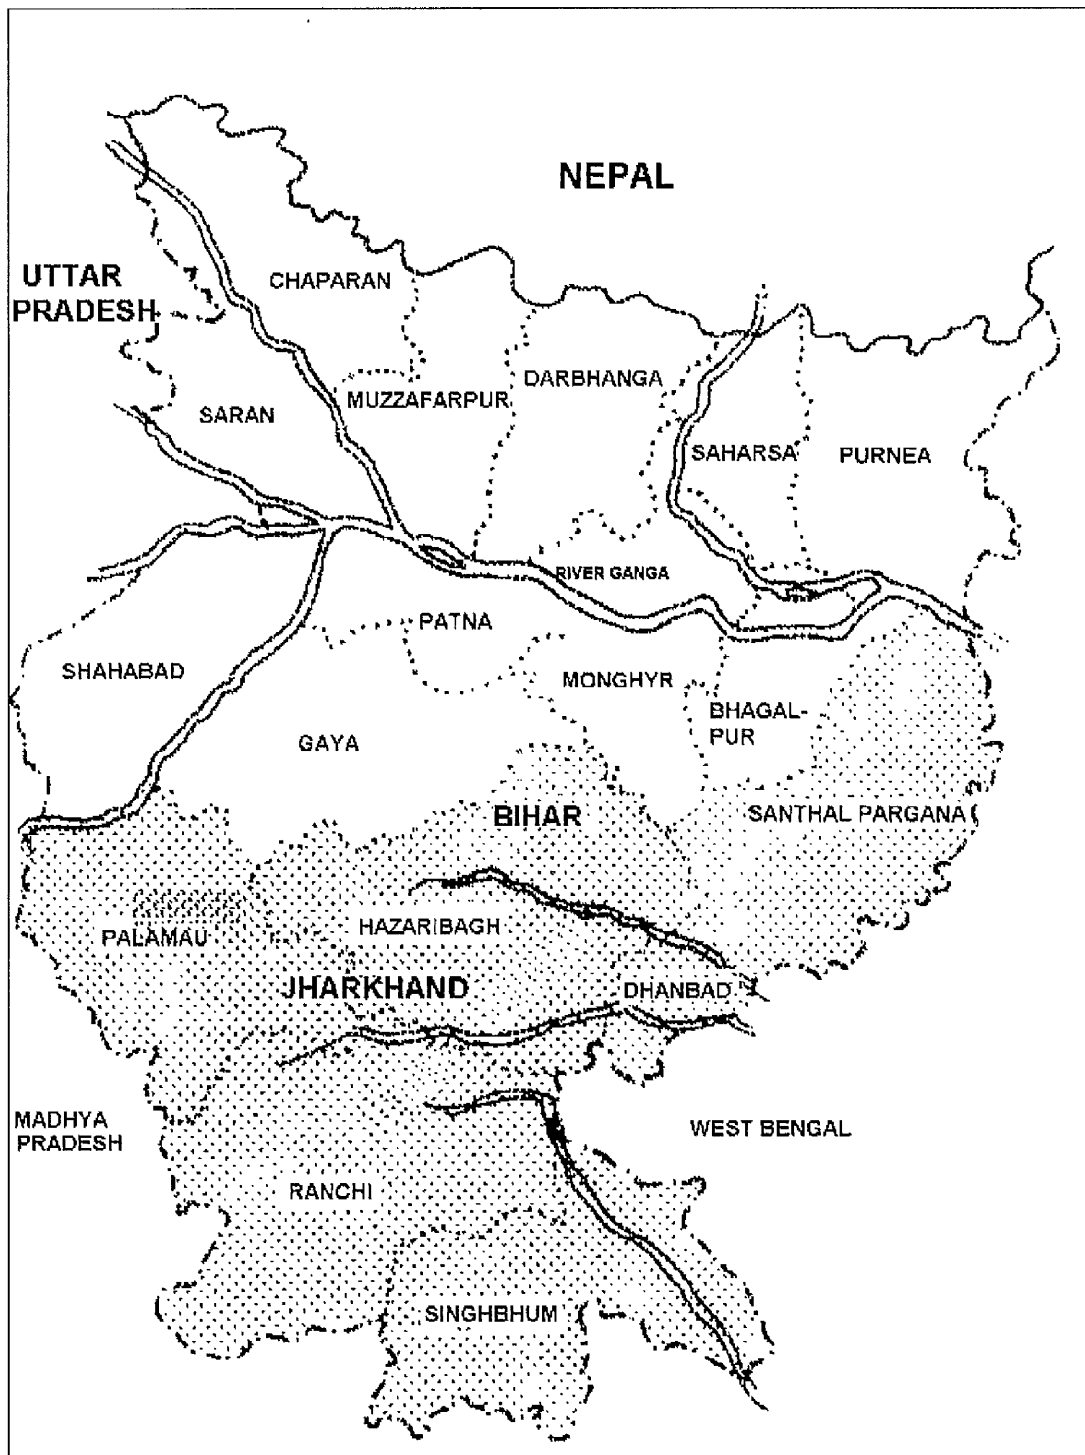 NEPAL
UTTAR
PRADESH
CHAPARAN
MUZZAFARPUR
DARBHANGA
SARAN
SAHARSA
PURNEA
RIVER GANGA
PATNA
SHAHABAD
MONGHYR
GAYA
BHAGAL-
PUR
BIHAR
SANTHAL PARGANA
PALAMAU
HAZARIBAGH
JHARKHAND
DHANBAD
MADHYA
PRADESH
WEST BENGAL
RANCHI
SINGHBHUM